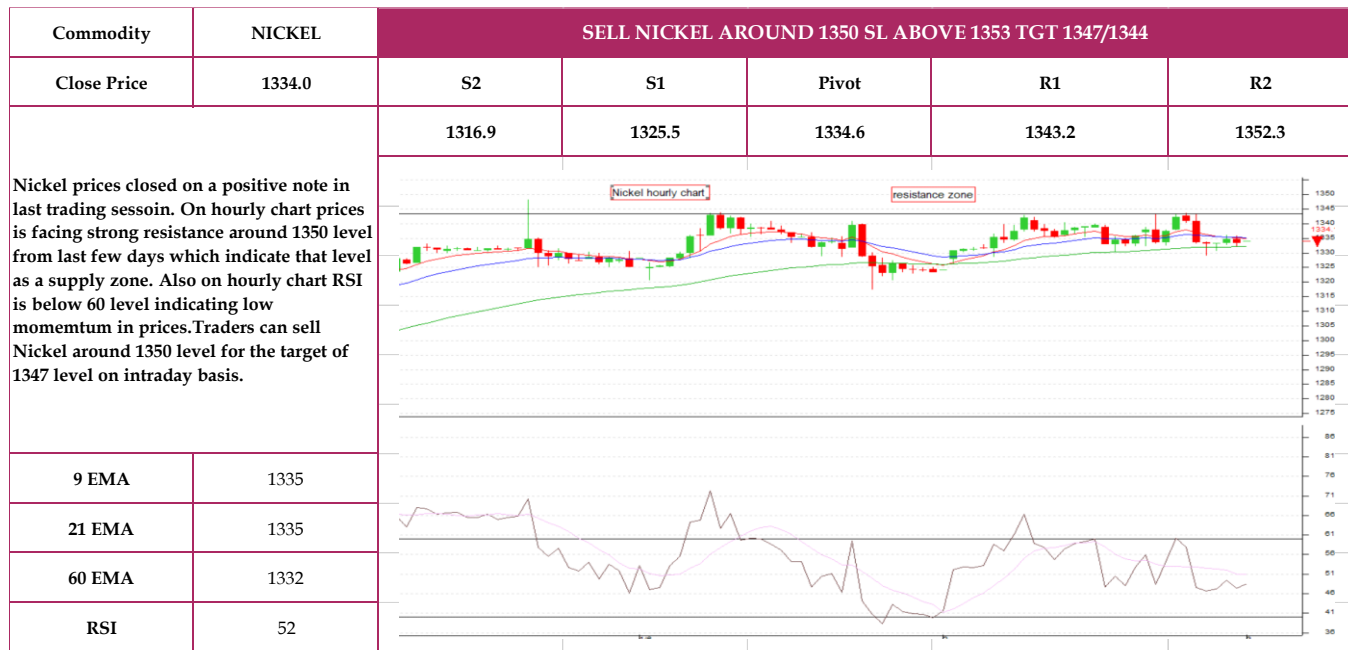 Commodity NICKEL SELL NICKEL AROUND 1350 SL ABOVE 1353 TGT 1347/1344
Close Price 1334.0 S2 S1 Pivot R1 R2
1316.9 1325.5 1334.6 1343.2 1352.3
Nickel prices closed on a positive note in
last trading sessoin. On hourly chart prices
is facing strong resistance around 1350 level
from last few days which indicate that level
as a supply zone. Also on hourly chart RSI
is below 60 level indicating low
momemtum in prices.Traders can sell
Nickel around 1350 level for the target of
1347 level on intraday basis.
Nickel hourly chart
resistance zone
1350
1345
1340
1334.
1335
1330
1325
1320
1315
1310
1305
1300
1295
1290
1285
1280
1275
9 EMA 1335
21 EMA 1335
60 EMA 1332
RSI 52
86
81
76
71
66
61
56
51
46
41
36